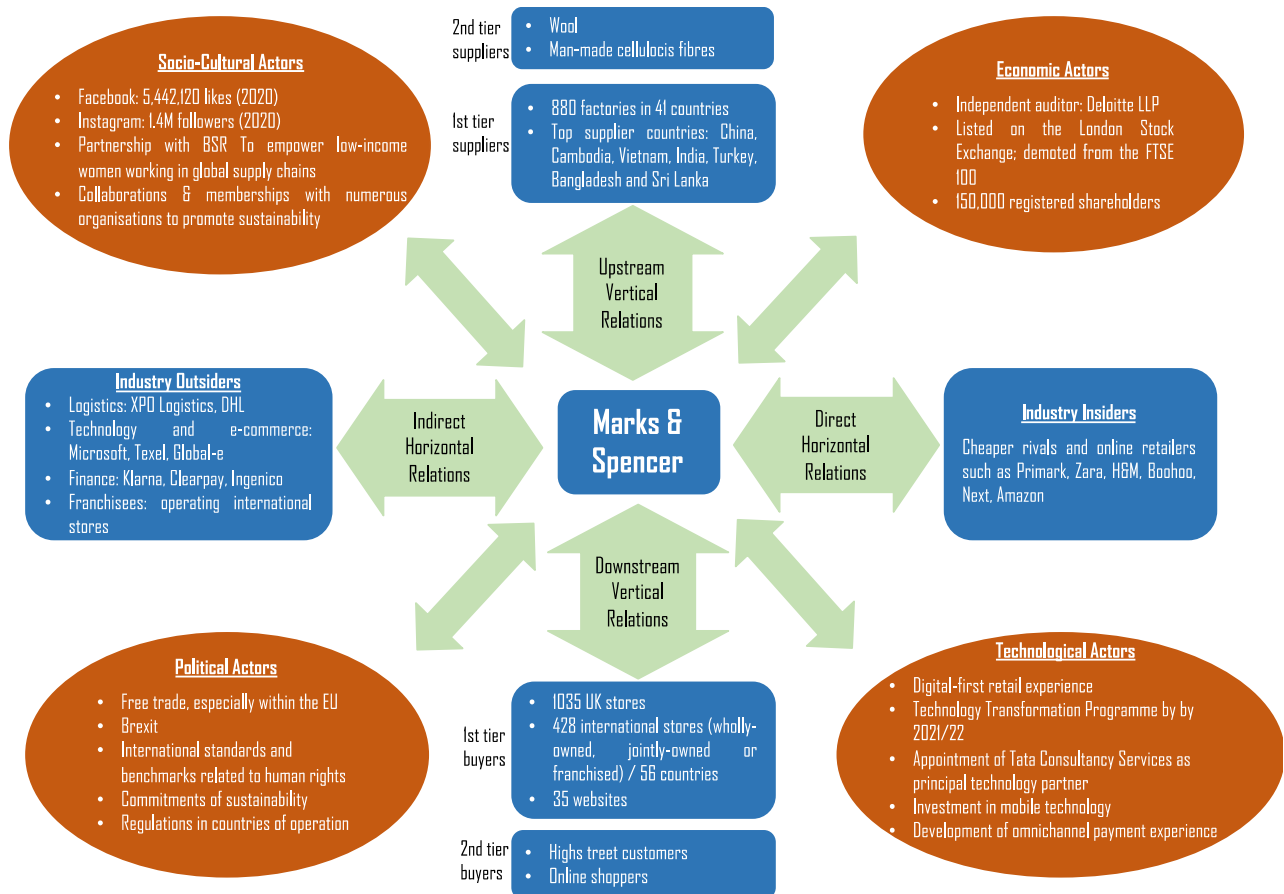 2nd tier
suppliers
• Wool
• Man-made cellulocis fibres
Socio-Cultural Actors
• Facebook: 5,442,120 likes (2020)
• Instagram: 1.4M followers (2020)
• Partnership with BSR To empower low-income
women working in global supply chains
• Collaborations & memberships with numerous
organisations to promote sustainability
1st tier
suppliers
• 880 factories in 41 countries
• Top supplier countries: China,
Cambodia, Vietnam, India, Turkey,
Bangladesh and Sri Lanka
Economic Actors
• Independent auditor: Deloitte LLP
• Listed on the London Stock
Exchange; demoted from the FTSE
100
• 150,000 registered shareholders
Upstream
Vertical
Relations
Industry Outsiders
• Logistics: XPO Logistics, DHL
• Technology and e-commerce:
Microsoft, Texel, Global-e
• Finance: Klarna, Clearpay, Ingenico
• Franchisees: operating international
stores
Indirect
Horizontal
Relations
Marks &
Spencer
Direct
Horizontal
Relations
Industry Insiders
Cheaper rivals and online retailers
such as Primark, Zara, H&M, Boohoo,
Next, Amazon
Downstream
Vertical
Relations
Political Actors
• Free trade, especially within the EU
• Brexit
• International standards and
benchmarks related to human rights
• Commitments of sustainability
• Regulations in countries of operation
1st tier
buyers
• 1035 UK stores
• 428 international stores (wholly-
owned, jointly-owned or
franchised) / 56 countries
• 35 websites
Technological Actors
• Digital-first retail experience
• Technology Transformation Programme by by
2021/22
• Appointment of Tata Consultancy Services as
principal technology partner
• Investment in mobile technology
• Development of omnichannel payment experience
2nd tier
buyers
• Highs treet customers
• Online shoppers